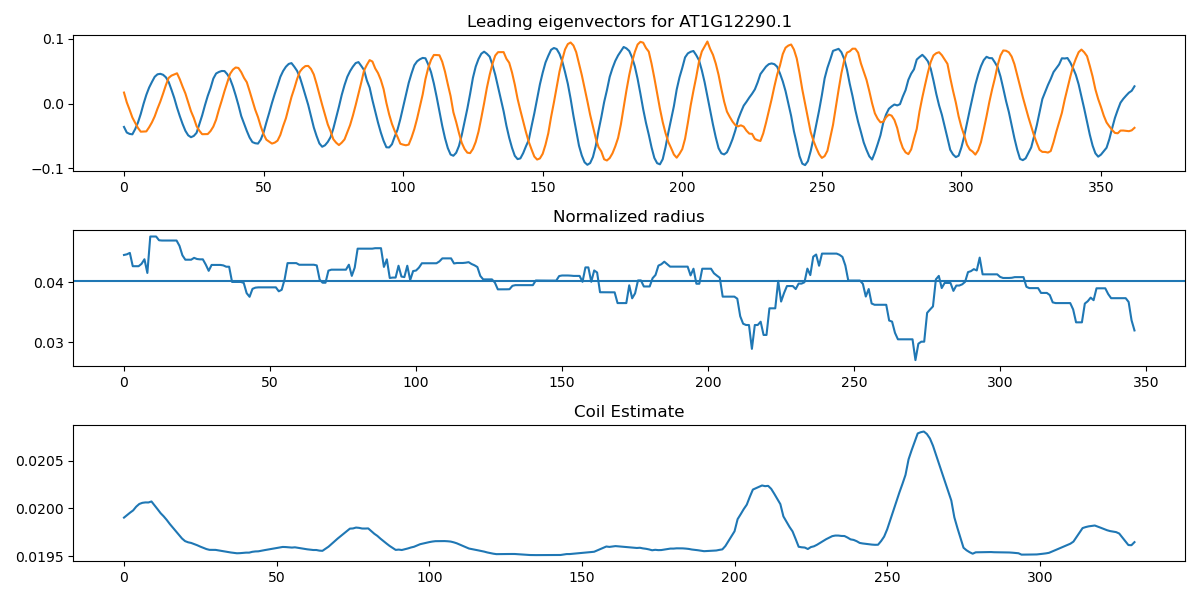 Leading eigenvectors for AT1G12290.1
0.1
0.0
−0.1
0 50 100 150 200 250 300 350
Normalized radius
0.04
0.03
0 50 100 150 200 250 300 350
Coil Estimate
0.0205
0.0200
0.0195
0 50 100 150 200 250 300